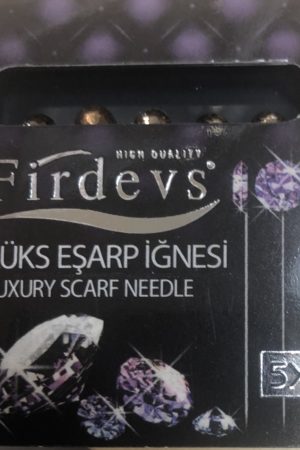 HIGH QUALITY
Firdevs
ÜKS EŞARP İĞNESİ
UXURY SCARF NEEDLE
5X